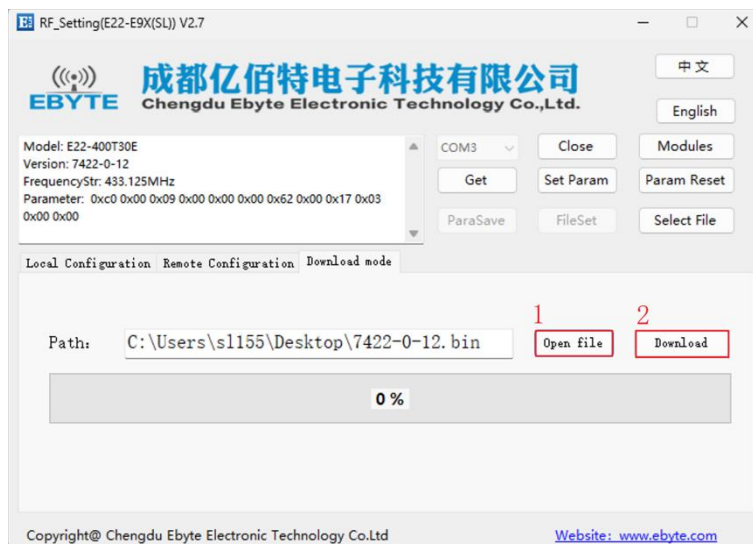 RF_Setting(E22-E9X(SL)) V2.7
EBYTE
成都亿佰特电子科技有限公司
Chengdu Ebyte Electronic Technology Co.,Ltd.
中文
English
Model: E22-400T30E
Version: 7422-0-12
FrequencyStr: 433.125MHz
Parameter: 0xc0 0x00 0x09 0x00 0x00 0x00 0x62 0x00 0x17 0x03
0x00 0x00
COM3
Close
Modules
Get
Set Param
Param Reset
ParaSave
FileSet
Select File
Local Configuration
Remote Configuration
Download mode
1
2
Path:
C:\Users\sl155\Desktop\7422-0-12.bin
Open file
Download
0 %
Copyright@ Chengdu Ebyte Electronic Technology Co.Ltd
Website: www.ebyte.com